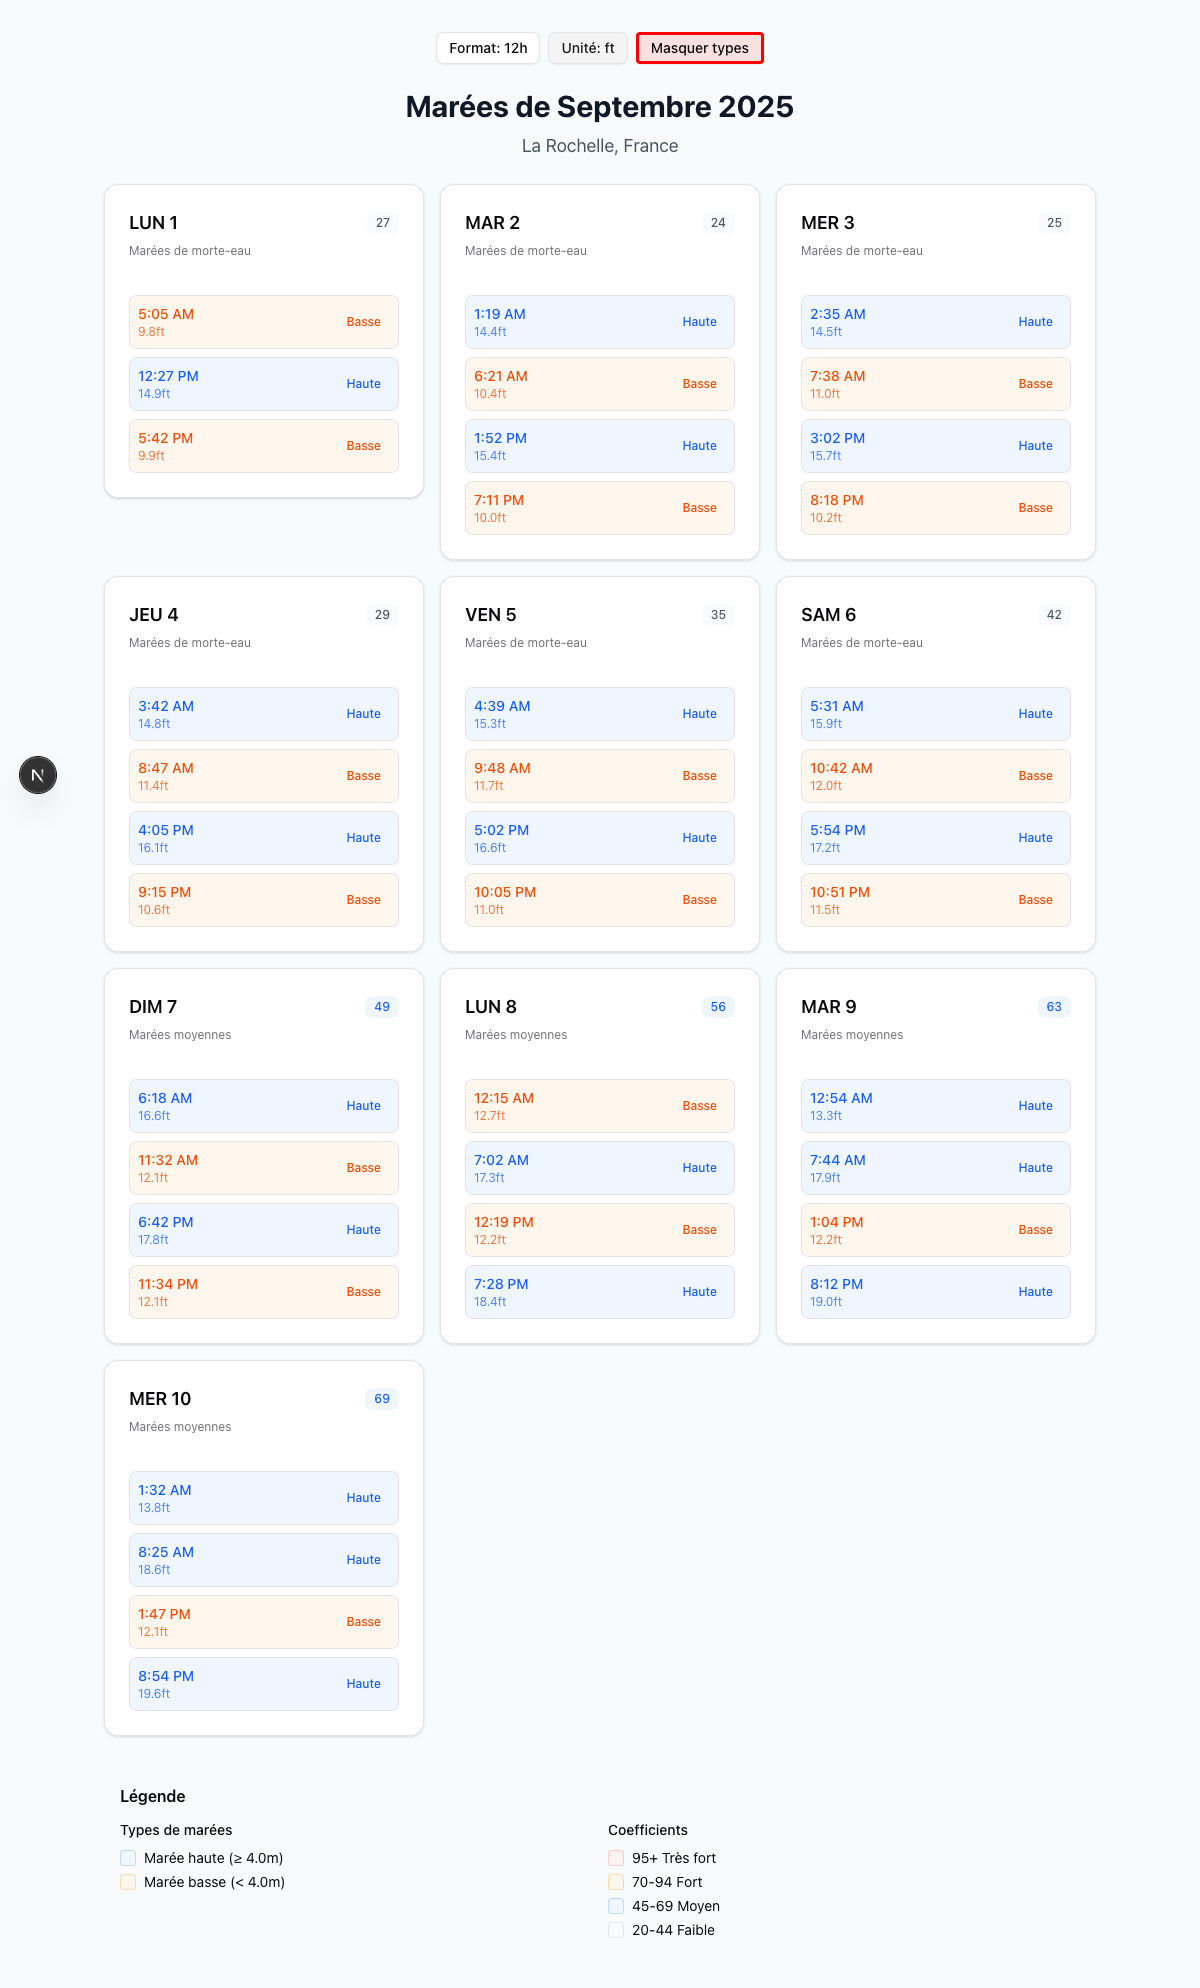 Format: 12h
Unité: ft
Masquer types
Marées de Septembre 2025
La Rochelle, France
LUN 1
27
Marées de morte-eau
5:05 AM
Basse
9.8ft
12:27 PM
Haute
14.9ft
5:42 PM
Basse
9.9ft
MAR 2
24
Marées de morte-eau
1:19 AM
Haute
14.4ft
6:21 AM
Basse
10.4ft
1:52 PM
Haute
15.4ft
7:11 PM
Basse
10.0ft
MER 3
25
Marées de morte-eau
2:35 AM
Haute
14.5ft
7:38 AM
Basse
11.0ft
3:02 PM
Haute
15.7ft
8:18 PM
Basse
10.2ft
JEU 4
29
Marées de morte-eau
3:42 AM
Haute
14.8ft
8:47 AM
Basse
11.4ft
4:05 PM
Haute
16.1ft
9:15 PM
Basse
10.6ft
VEN 5
35
Marées de morte-eau
4:39 AM
Haute
15.3ft
9:48 AM
Basse
11.7ft
5:02 PM
Haute
16.6ft
10:05 PM
Basse
11.0ft
SAM 6
42
Marées de morte-eau
5:31 AM
Haute
15.9ft
10:42 AM
Basse
12.0ft
5:54 PM
Haute
17.2ft
10:51 PM
Basse
11.5ft
N
DIM 7
49
Marées moyennes
6:18 AM
Haute
16.6ft
11:32 AM
Basse
12.1ft
6:42 PM
Haute
17.8ft
11:34 PM
Basse
12.1ft
LUN 8
56
Marées moyennes
12:15 AM
Basse
12.7ft
7:02 AM
Haute
17.3ft
12:19 PM
Basse
12.2ft
7:28 PM
Haute
18.4ft
MAR 9
63
Marées moyennes
12:54 AM
Haute
13.3ft
7:44 AM
Haute
17.9ft
1:04 PM
Basse
12.2ft
8:12 PM
Haute
19.0ft
MER 10
69
Marées moyennes
1:32 AM
Haute
13.8ft
8:25 AM
Haute
18.6ft
1:47 PM
Basse
12.1ft
8:54 PM
Haute
19.6ft
Légende
Types de marées
Marée haute (≥ 4.0m)
Marée basse (< 4.0m)
Coefficients
95+ Très fort
70-94 Fort
45-69 Moyen
20-44 Faible